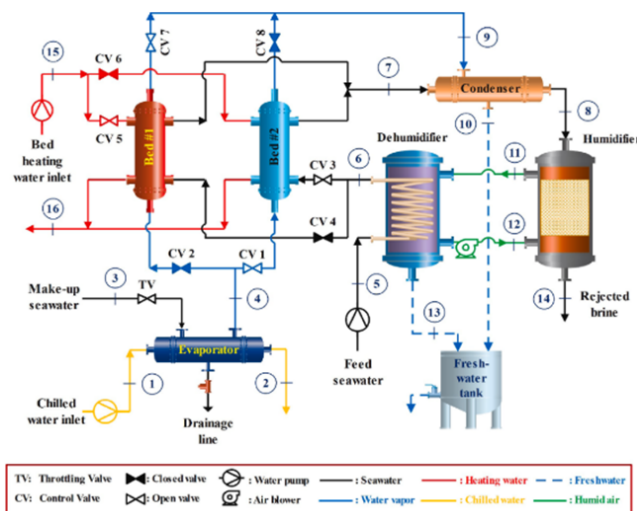 15
CV 6
CV 7
CV 8
9
7
Condenser
10
8
Bed
heating
water inlet
CV 5
Bed #1
Bed #2
Dehumidifier
Humidifier
CV 3
6
11
16
CV 4
12
3
CV 2
CV 1
Make-up
seawater
TV
4
5
13
14
Rejected
brine
Evaporator
Feed
seawater
Fresh-
water
tank
1
2
Chilled
water inlet
Drainage
line
TV: Throttling Valve
: Closed valve
: Water pump
: Seawater
: Heating water
: Freshwater
CV: Control Valve
: Open valve
: Air blower
: Water vapor
: Chilled water
: Humid air